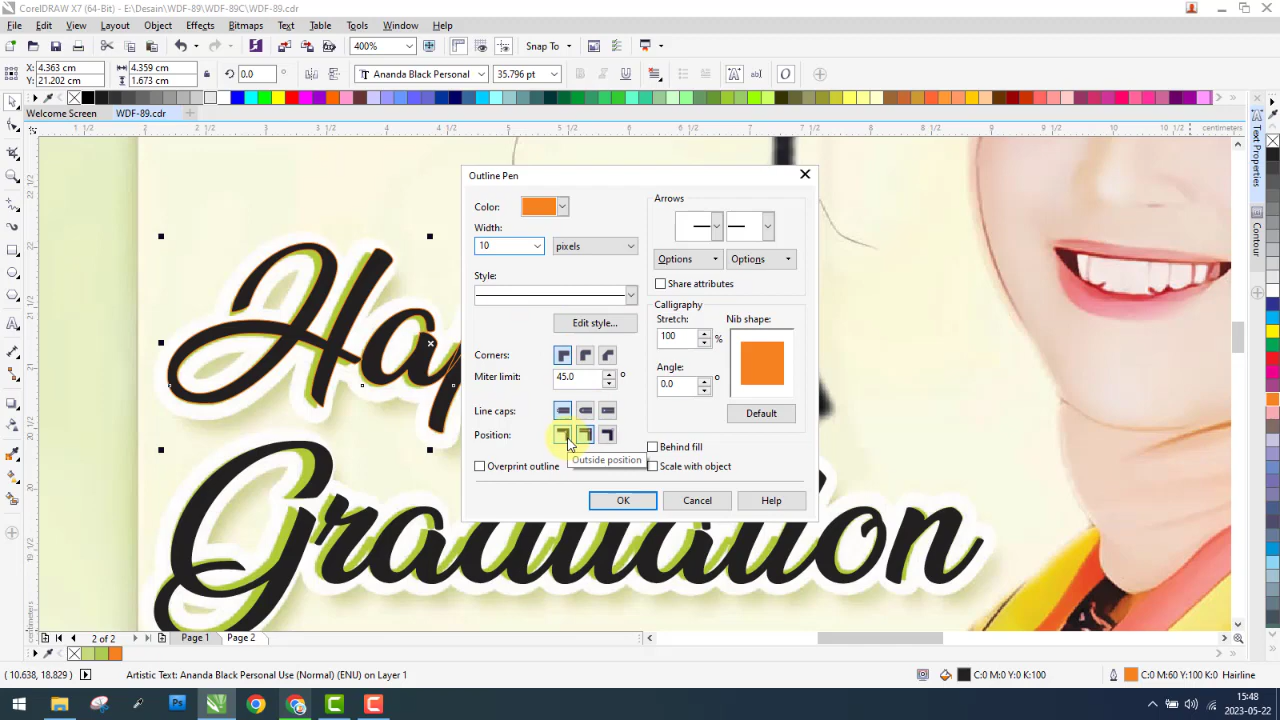 CorelDRAW X7 (64-Bit) - E:\Desain\WDF-89\WDF-89C\WDF-89.cdr
File Edit View Layout Object Effects Bitmaps Text Table Tools Window Help
400% Snap To
X: 4.363 cm 4.359 cm
Y: 21.202 cm 1.673 cm
0.0 Ananda Black Personal 35.796 pt
Welcome Screen WDF-89.cdr
centimeters
Outline Pen
Color:
Width:
10 pixels
Style:
Edit style...
Corners:
Miter limit: 45.0 °
Line caps:
Position:
Outside position
Overprint outline
Arrows
Options Options
Share attributes
Calligraphy
Stretch: Nib shape:
100 %
Angle:
0.0 °
Default
Behind fill
Scale with object
OK Cancel Help
Text Properties
Contour
Graduation
2 of 2 Page 1 Page 2
(10.638, 18.829) Artistic Text: Ananda Black Personal Use (Normal) (ENU) on Layer 1 C:0 M:0 Y:0 K:100 C:0 M:60 Y:100 K:0 Hairline
15:48
2023-05-22